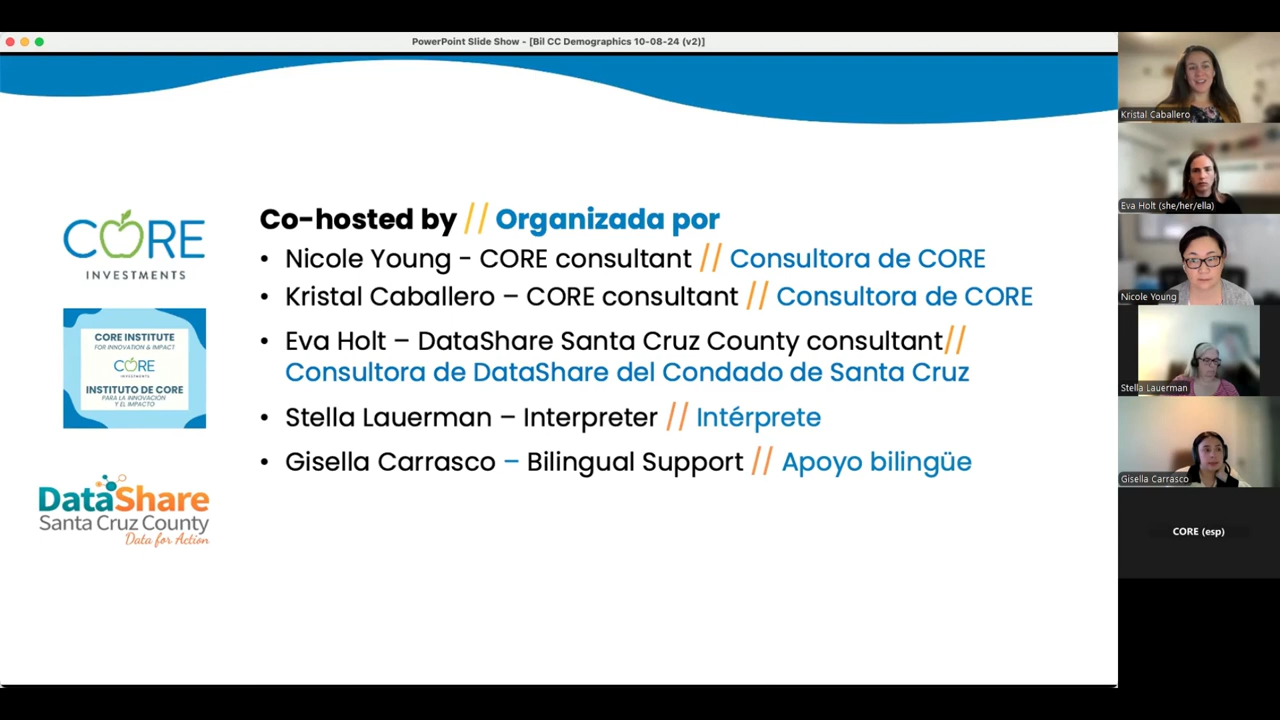 PowerPoint Slide Show - [Bil CC Demographics 10-08-24 (v2)]
CORE
INVESTMENTS
CORE INSTITUTE
FOR INNOVATION & IMPACT
CORE
INVESTMENTS
INSTITUTO DE CORE
PARA LA INNOVACIÓN
Y EL IMPACTO
DataShare
Santa Cruz County
Data for Action
Co-hosted by // Organizada por
• Nicole Young - CORE consultant // Consultora de CORE
• Kristal Caballero – CORE consultant // Consultora de CORE
• Eva Holt – DataShare Santa Cruz County consultant//
Consultora de DataShare del Condado de Santa Cruz
• Stella Lauerman – Interpreter // Intérprete
• Gisella Carrasco – Bilingual Support // Apoyo bilingüe
Kristal Caballero
Eva Holt (she/her/ella)
Nicole Young
Stella Lauerman
Gisella Carrasco
CORE (esp)